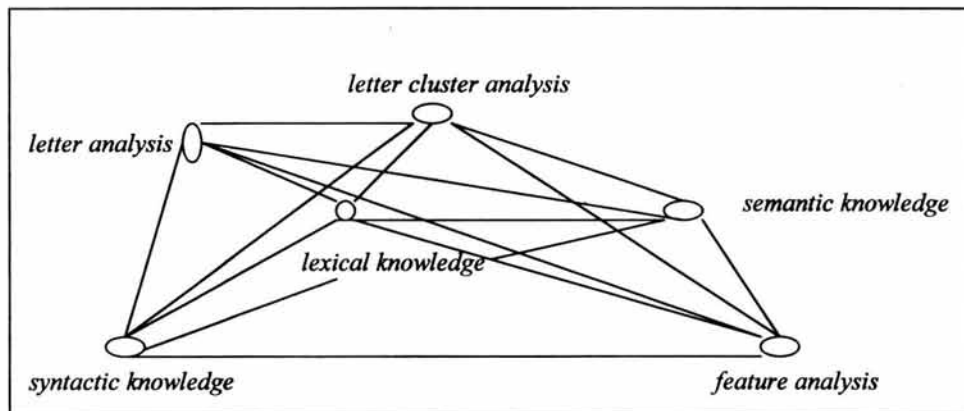 letter cluster analysis
letter analysis
semantic knowledge
lexical knowledge
syntactic knowledge
feature analysis